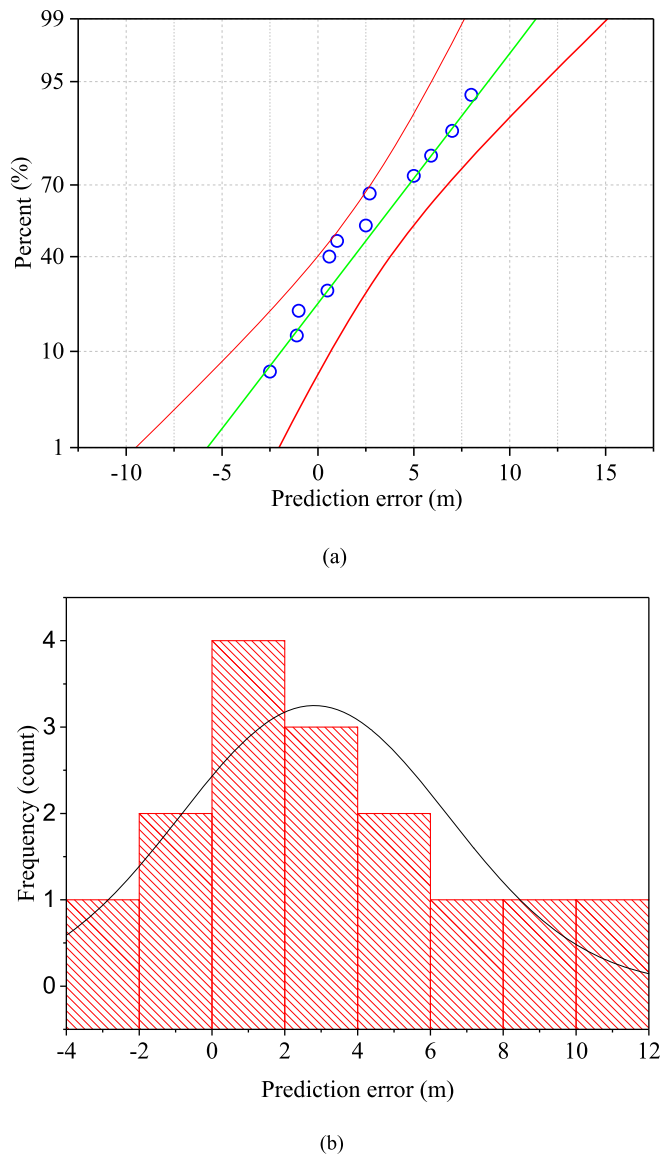 99
95
70
40
10
1
Percent (%)
-10 -5 0 5 10 15
Prediction error (m)
(a)
4
3
2
1
0
Frequency (count)
-4 -2 0 2 4 6 8 10 12
Prediction error (m)
(b)